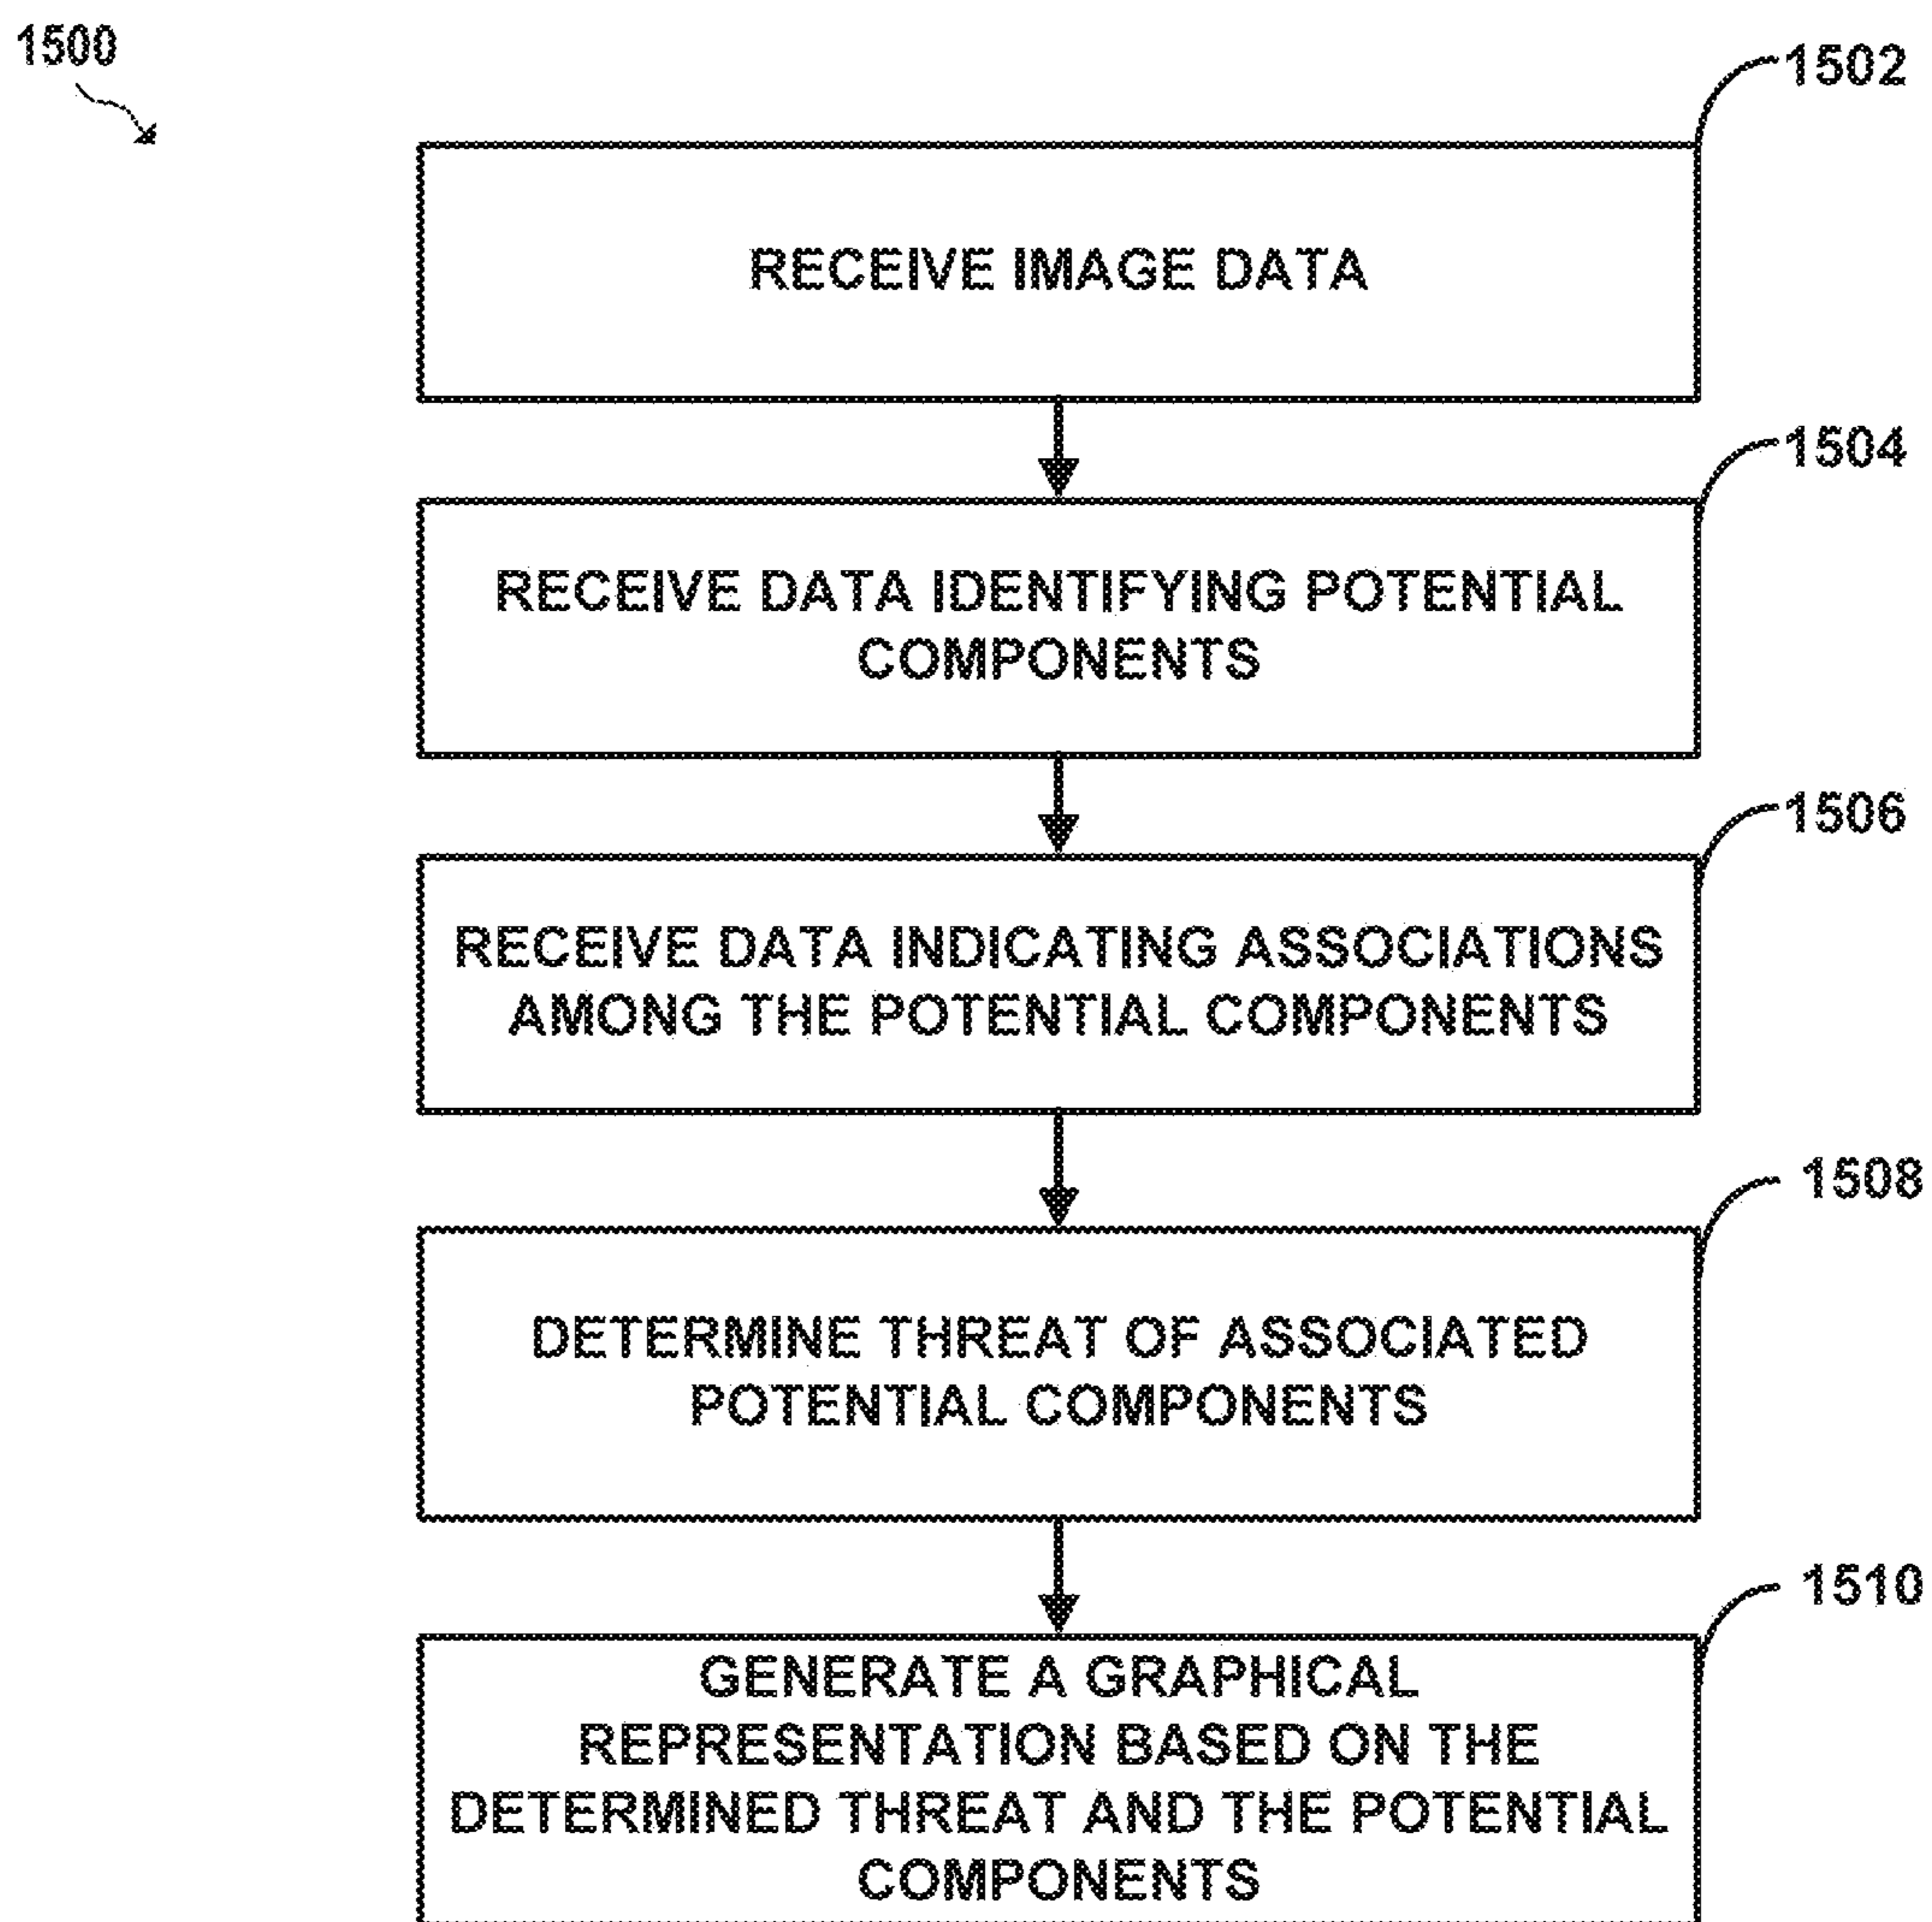 1500
1502
RECEIVE IMAGE DATA
1504
RECEIVE DATA IDENTIFYING POTENTIAL
COMPONENTS
1506
RECEIVE DATA INDICATING ASSOCIATIONS
AMONG THE POTENTIAL COMPONENTS
1508
DETERMINE THREAT OF ASSOCIATED
POTENTIAL COMPONENTS
1510
GENERATE A GRAPHICAL
REPRESENTATION BASED ON THE
DETERMINED THREAT AND THE POTENTIAL
COMPONENTS